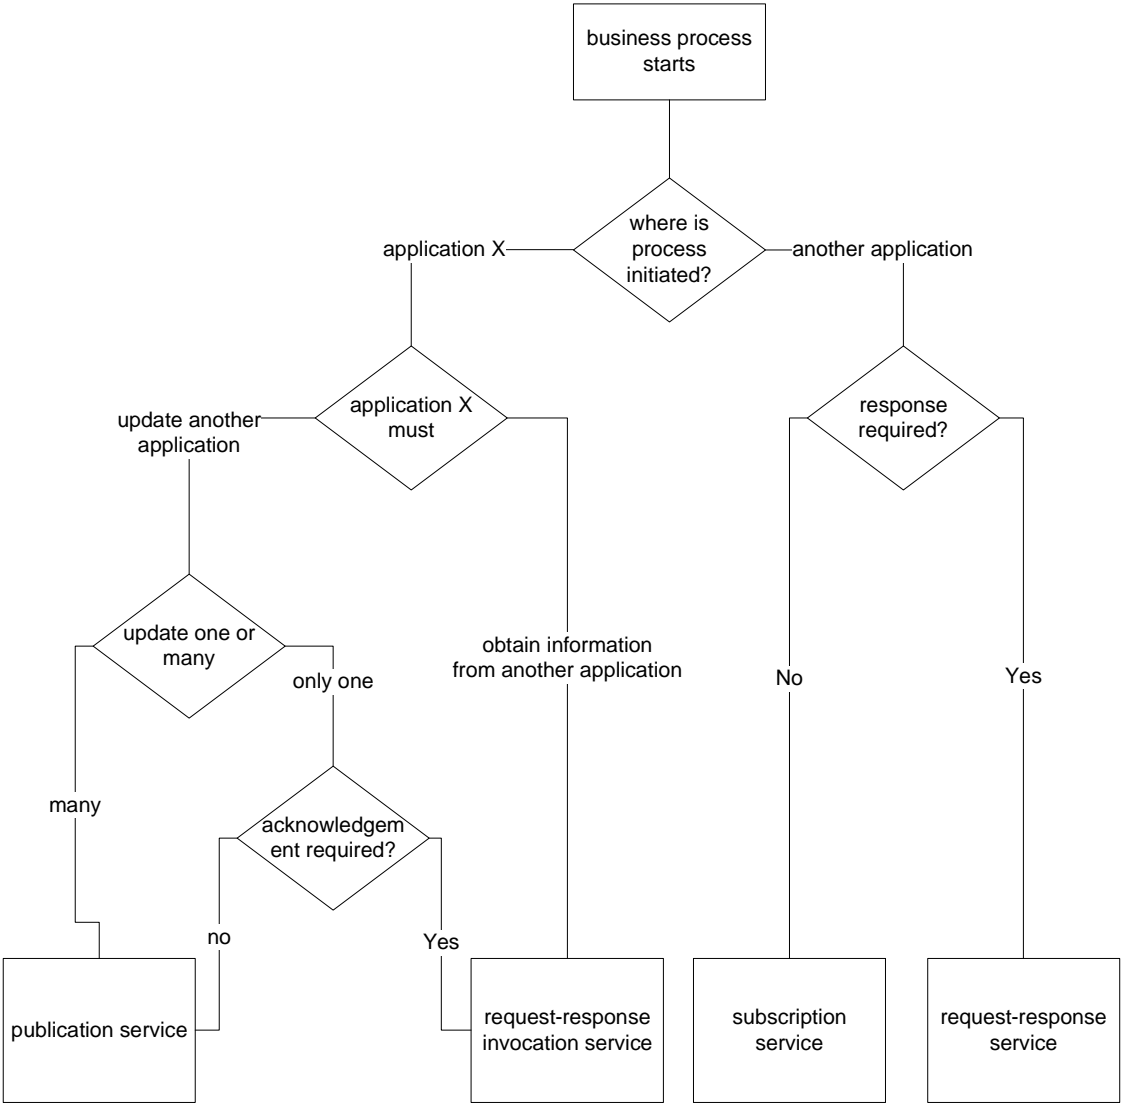 business process
starts
where is
process
initiated?
application X
another application
application X
must
response
required?
update another
application
update one or
many
only one
obtain information
from another application
No
Yes
many
acknowledgem
ent required?
no
Yes
publication service
request-response
invocation service
subscription
service
request-response
service